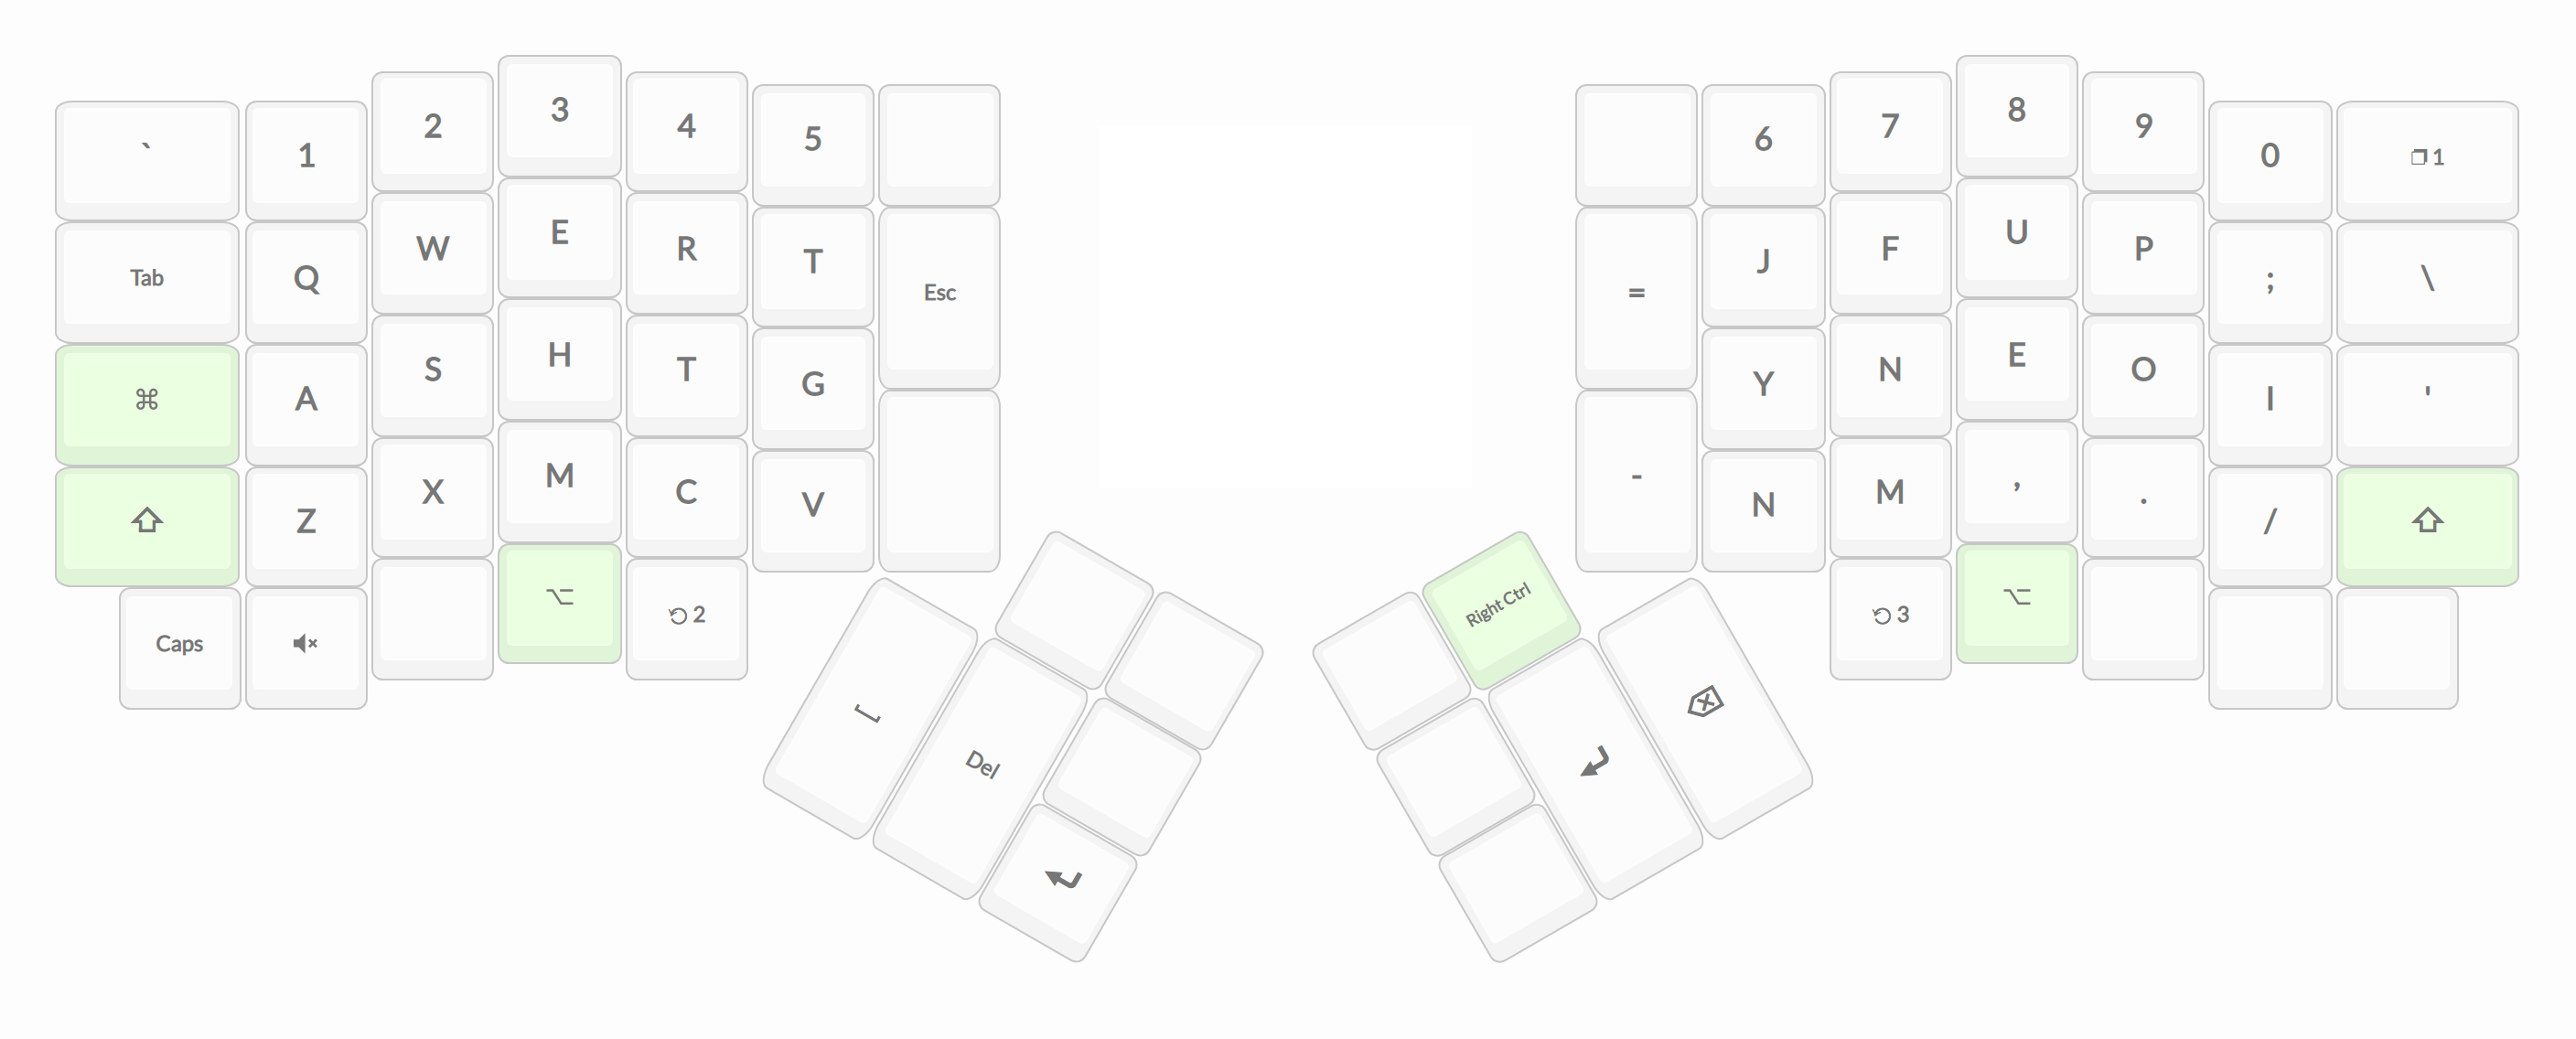 ` 1 2 3 4 5 6 7 8 9 0 1
Tab Q W E R T Esc = J F U P ; \
⌘ A S H T G Y N E O I '
⇧ Z X M C V - N M , . / ⇧
Caps ⌥ 2 3 ⌥
[ Del Right Ctrl